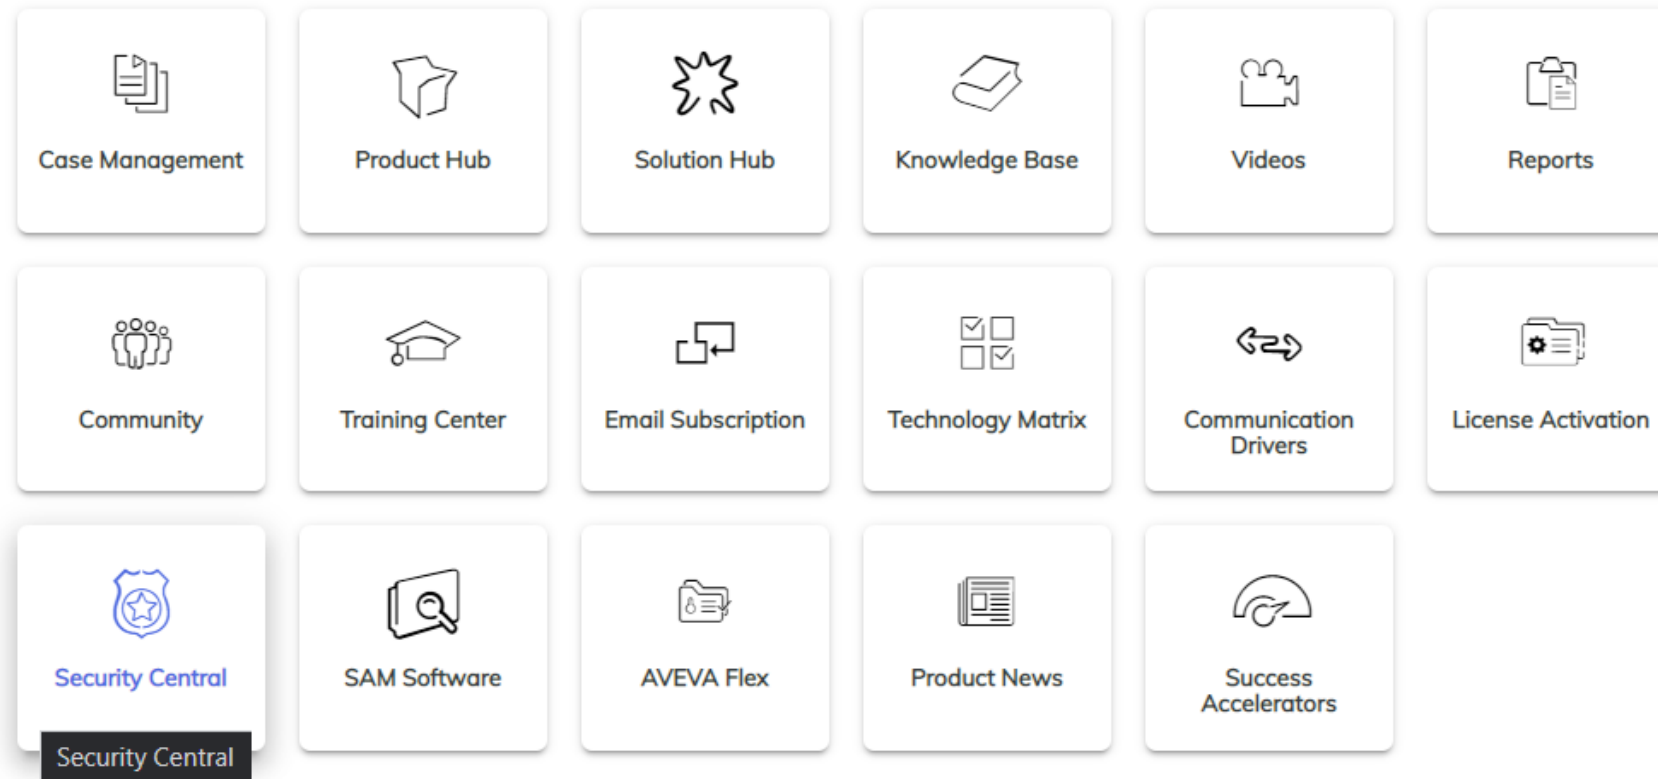 Case Management
Product Hub
Solution Hub
Knowledge Base
Videos
Reports
Community
Training Center
Email Subscription
Technology Matrix
Communication
Drivers
License Activation
Security Central
SAM Software
AVEVA Flex
Product News
Success
Accelerators
Security Central